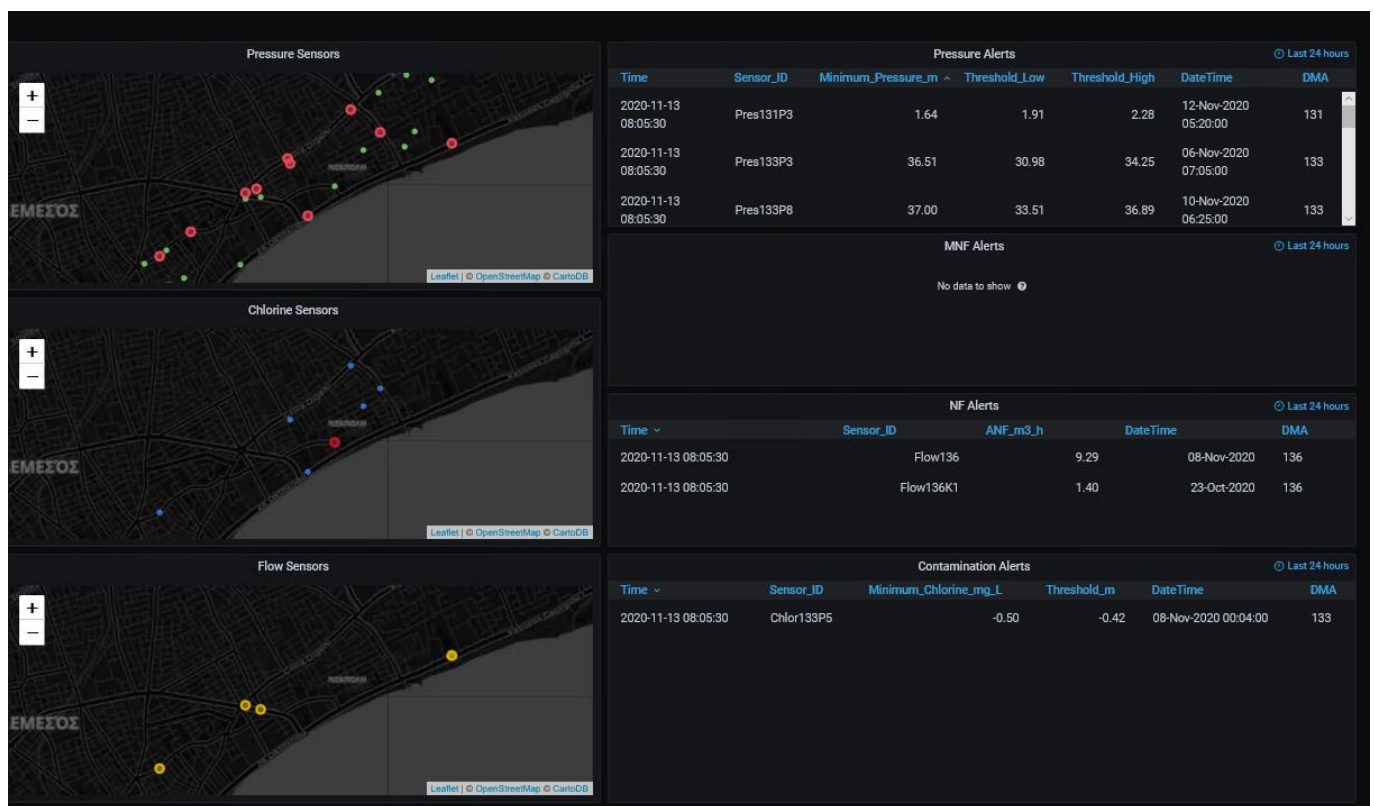 Pressure Sensors
+
−
ΝΕΑΠΟΛΗ
ΕΜΕΣΌΣ
Leaflet | © OpenStreetMap © CartoDB
Pressure Alerts
Last 24 hours
Time Sensor_ID Minimum_Pressure_m Threshold_Low Threshold_High DateTime DMA
2020-11-13 08:05:30 Pres131P3 1.64 1.91 2.28 12-Nov-2020 05:20:00 131
2020-11-13 08:05:30 Pres133P3 36.51 30.98 34.25 06-Nov-2020 07:05:00 133
2020-11-13 08:05:30 Pres133P8 37.00 33.51 36.89 10-Nov-2020 06:25:00 133
MNF Alerts
Last 24 hours
No data to show
Chlorine Sensors
+
−
ΝΕΑΠΟΛΗ
ΕΜΕΣΌΣ
Leaflet | © OpenStreetMap © CartoDB
NF Alerts
Last 24 hours
Time Sensor_ID ANF_m3_h DateTime DMA
2020-11-13 08:05:30 Flow136 9.29 08-Nov-2020 136
2020-11-13 08:05:30 Flow136K1 1.40 23-Oct-2020 136
Flow Sensors
+
−
ΝΕΑΠΟΛΗ
ΕΜΕΣΌΣ
Leaflet | © OpenStreetMap © CartoDB
Contamination Alerts
Last 24 hours
Time Sensor_ID Minimum_Chlorine_mg_L Threshold_m DateTime DMA
2020-11-13 08:05:30 Chlor133P5 -0.50 -0.42 08-Nov-2020 00:04:00 133